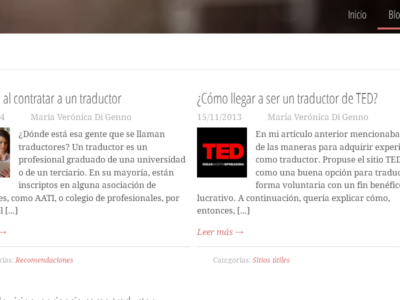 Inicio Blo
al contratar a un traductor
4 María Verónica Di Genno
¿Dónde está esa gente que se llaman
traductores? Un traductor es un
profesional graduado de una universidad
o de un terciario. En su mayoría, están
inscriptos en alguna asociación de
es, como AATI, o colegio de profesionales, por
l [...]
→
rías: Recomendaciones
¿Cómo llegar a ser un traductor de TED?
15/11/2013 María Verónica Di Genno
TED
En mi artículo anterior mencionaba
de las maneras para adquirir experi
como traductor. Propuse el sitio TED
como una buena opción para traduc
forma voluntaria con un fin benéfic
lucrativo. A continuación, quería explicar cómo,
entonces, [...]
Leer más →
Categorías: Sitios útiles